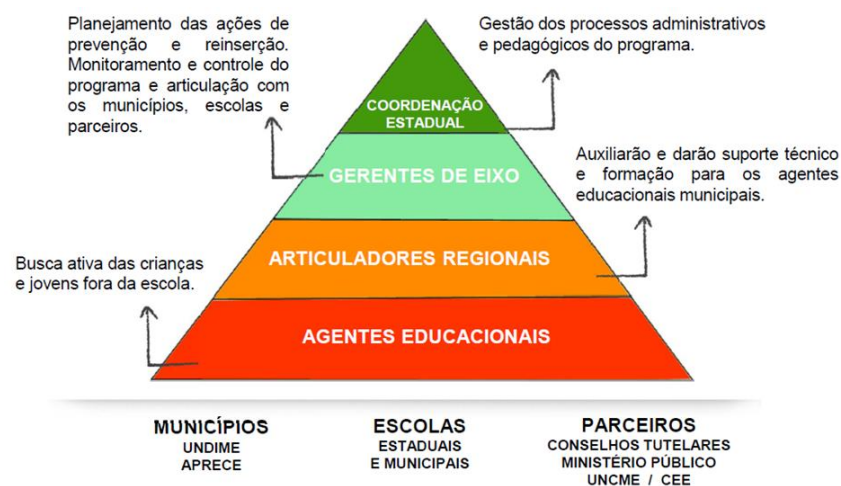 Planejamento das ações de
prevenção e reinserção.
Monitoramento e controle do
programa e articulação com
os municípios, escolas e
parceiros.
Gestão dos processos administrativos
e pedagógicos do programa.
COORDENAÇÃO
ESTADUAL
GERENTES DE EIXO
Auxiliarão e darão suporte técnico
e formação para os agentes
educacionais municipais.
ARTICULADORES REGIONAIS
Busca ativa das crianças
e jovens fora da escola.
AGENTES EDUCACIONAIS
MUNICÍPIOS
UNDIME
APRECE
ESCOLAS
ESTADUAIS
E MUNICIPAIS
PARCEIROS
CONSELHOS TUTELARES
MINISTÉRIO PÚBLICO
UNCME / CEE